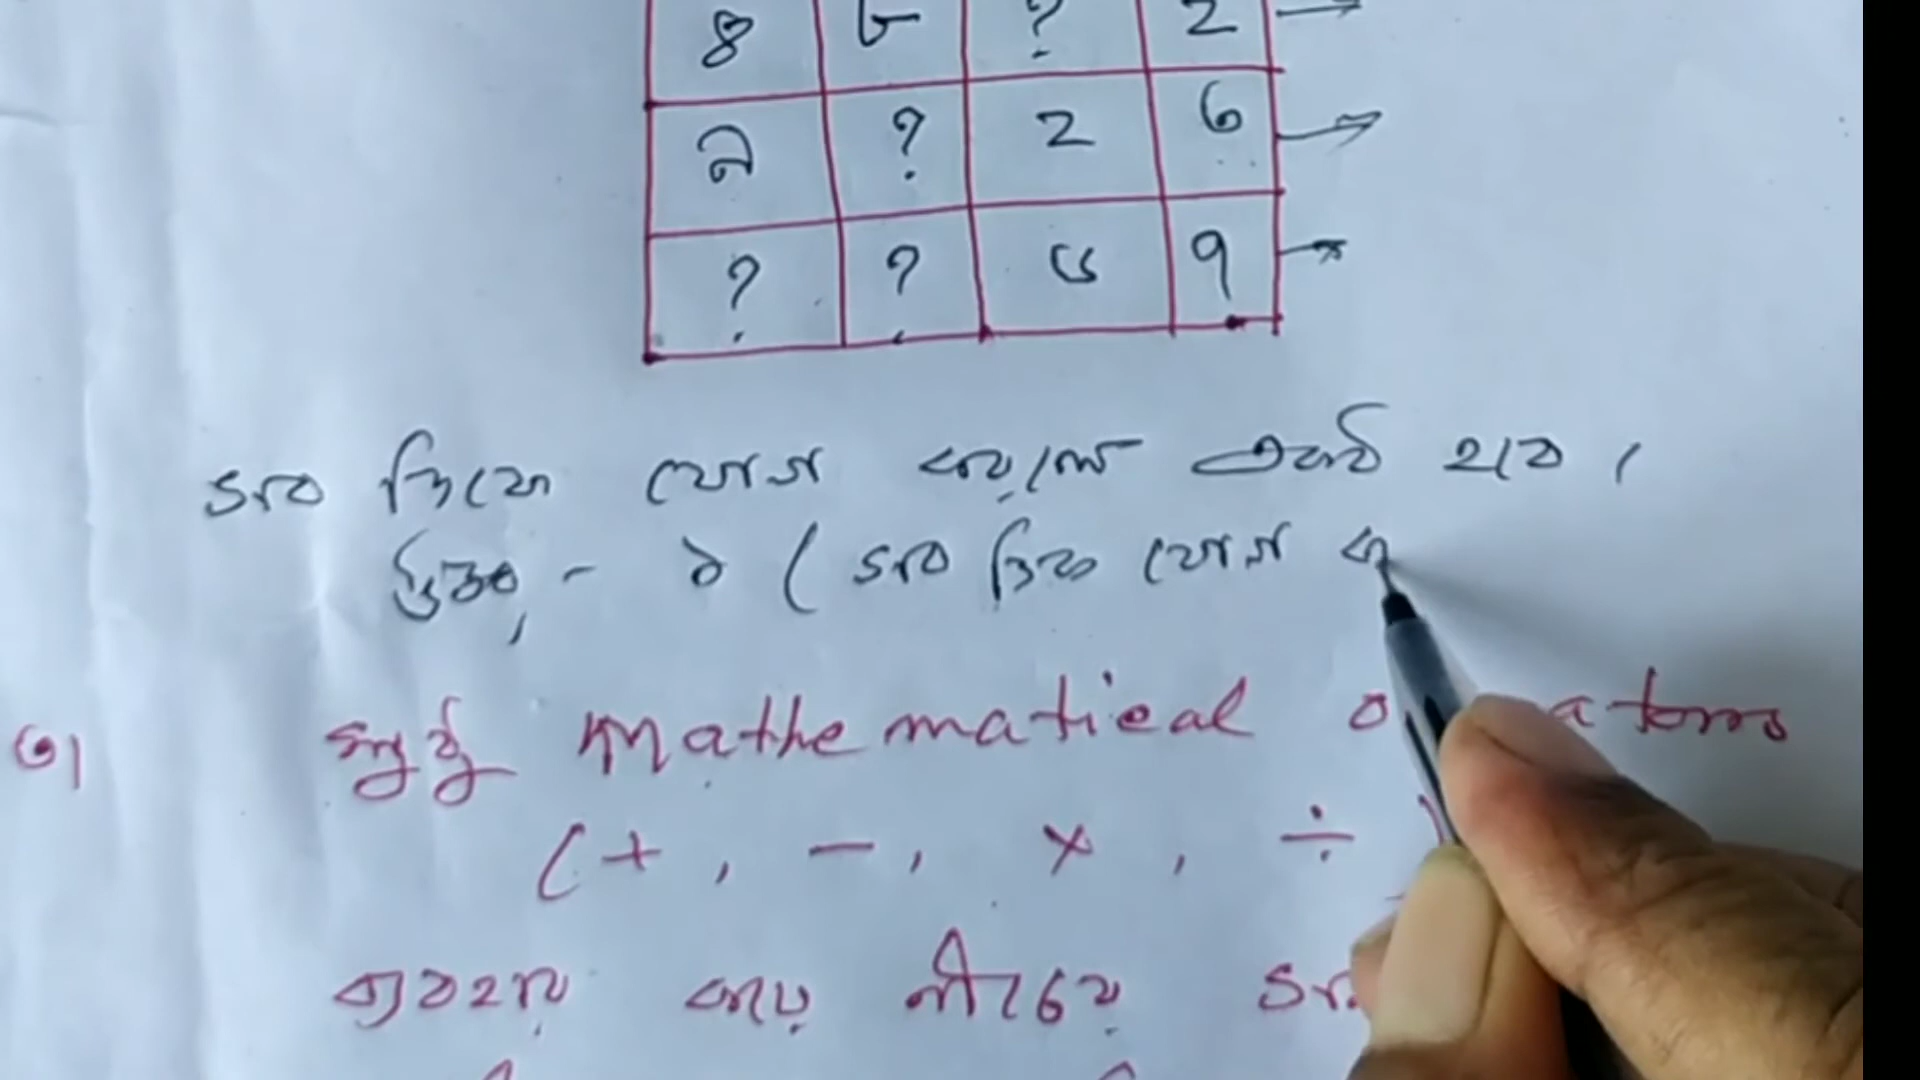 ৪ ৮ ? ২
৯ ? ২ ৬
? ? ৫ ৭
সব দিকে যোগ করলে একই হবে ।
উত্তর, - ৯ ( সব দিক যোগ ক
৩। শুধু Mathematical
( + , - , × , ÷ )
ব্যবহার করে নীচের